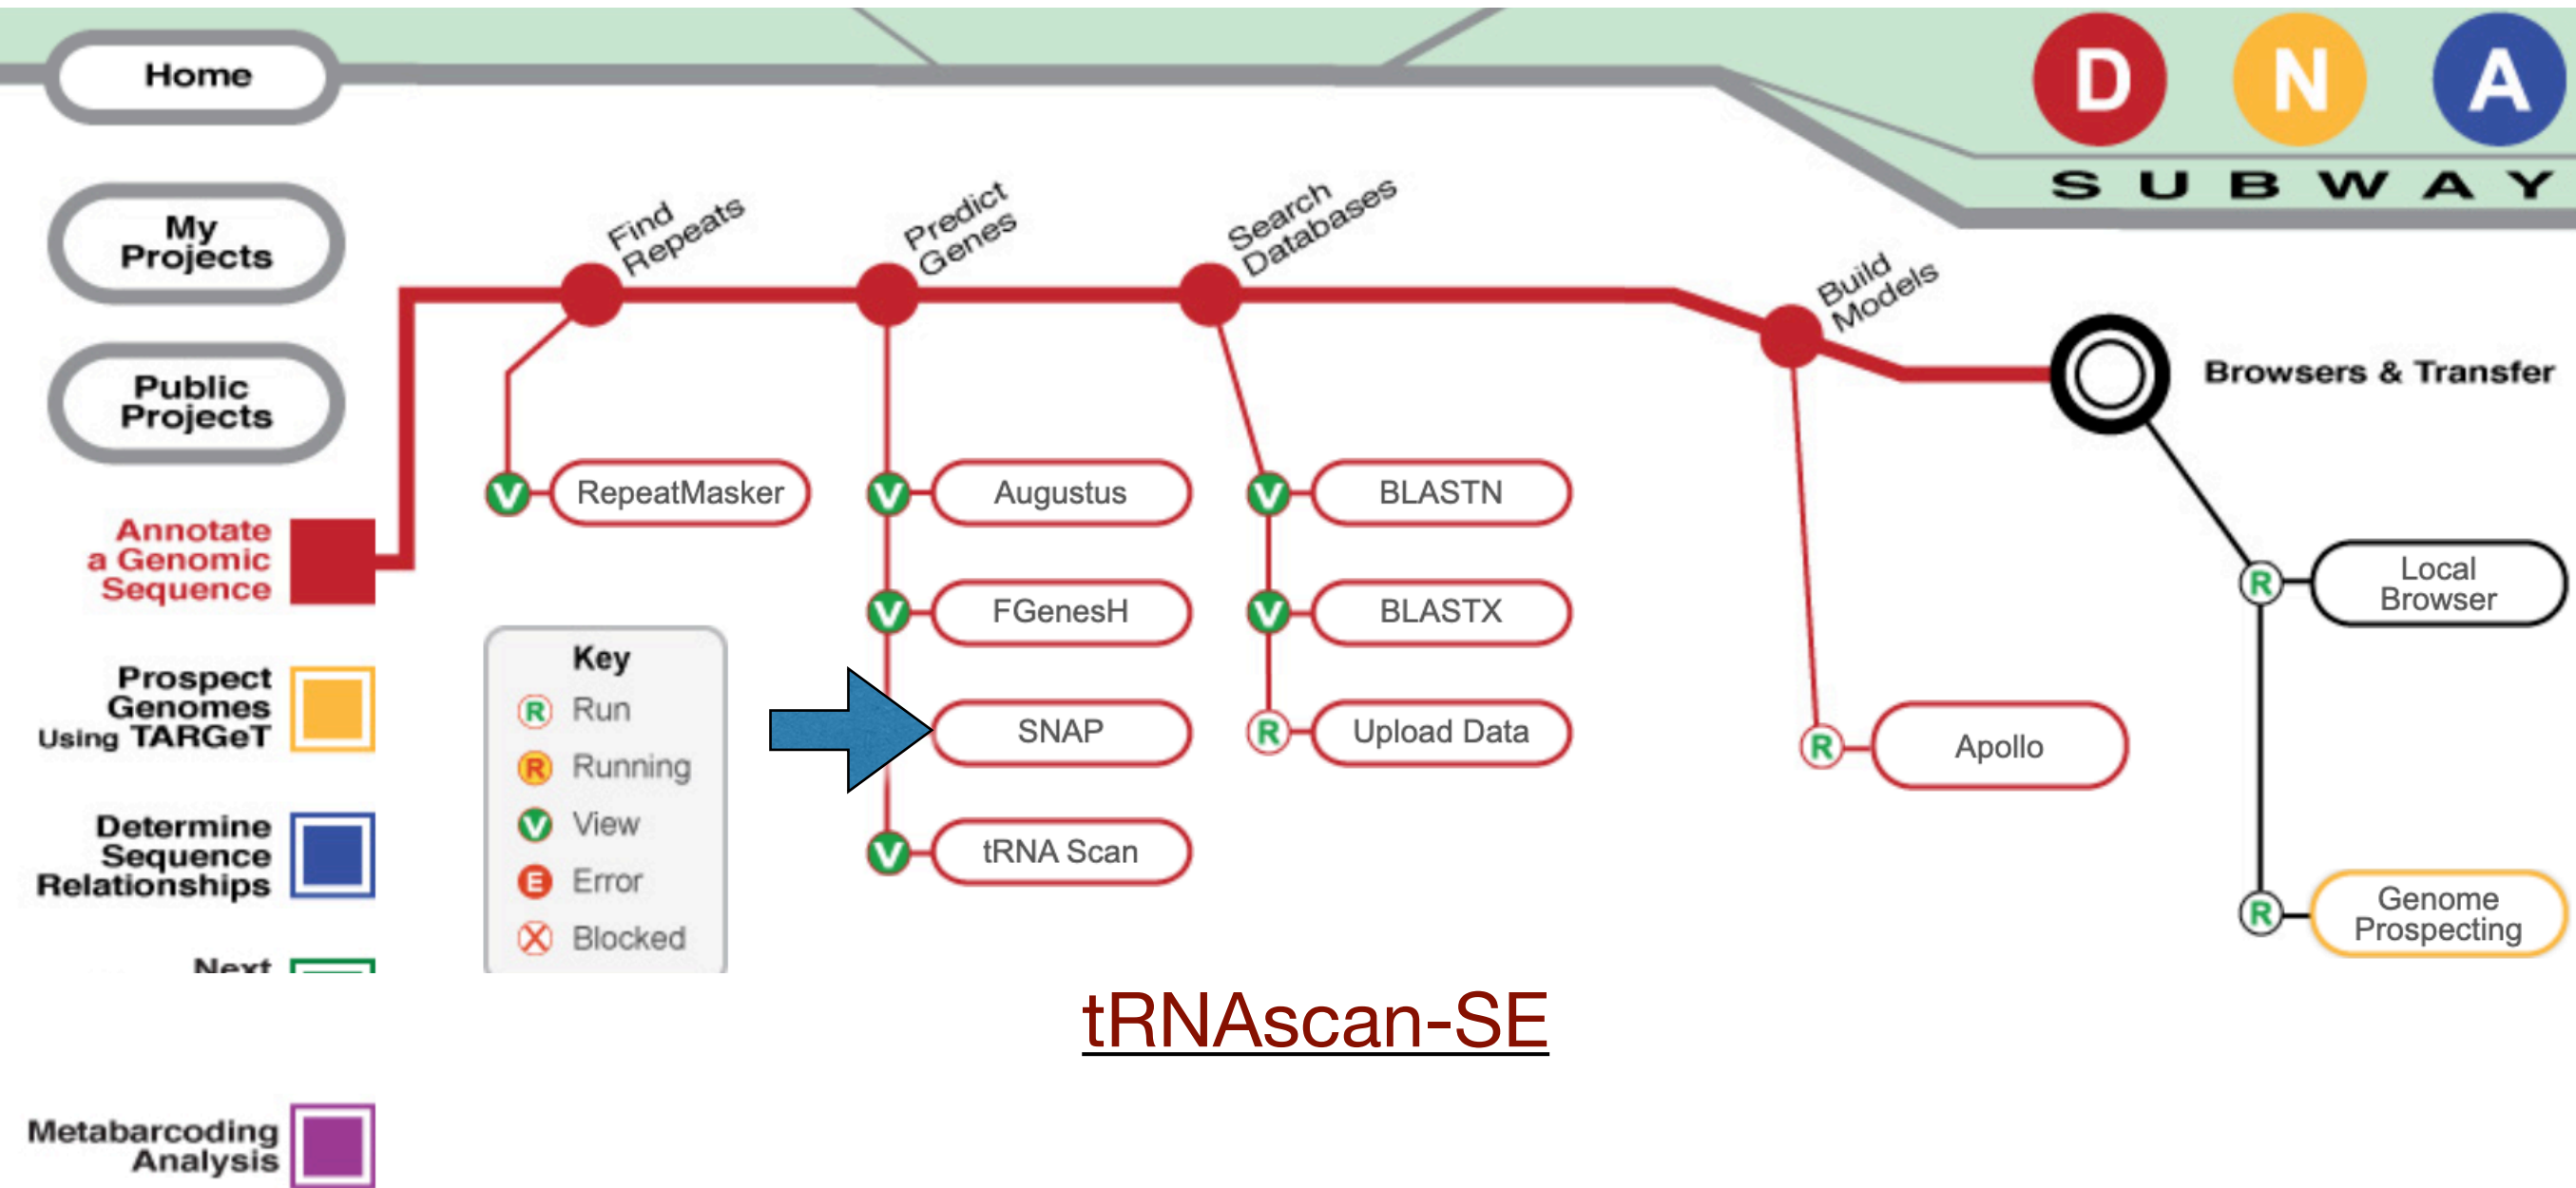 Home
D N A
SUBWAY
My
Projects
Public
Projects
Find
Repeats
Predict
Genes
Search
Databases
Build
Models
Browsers & Transfer
RepeatMasker
Augustus
FGenesH
SNAP
tRNA Scan
BLASTN
BLASTX
Upload Data
Apollo
Local
Browser
Genome
Prospecting
V
V
V
V
V
V
R
R
R
R
Annotate
a Genomic
Sequence
Prospect
Genomes
Using TARGeT
Determine
Sequence
Relationships
Next
Metabarcoding
Analysis
Key
R Run
R Running
V View
E Error
X Blocked
tRNAscan-SE